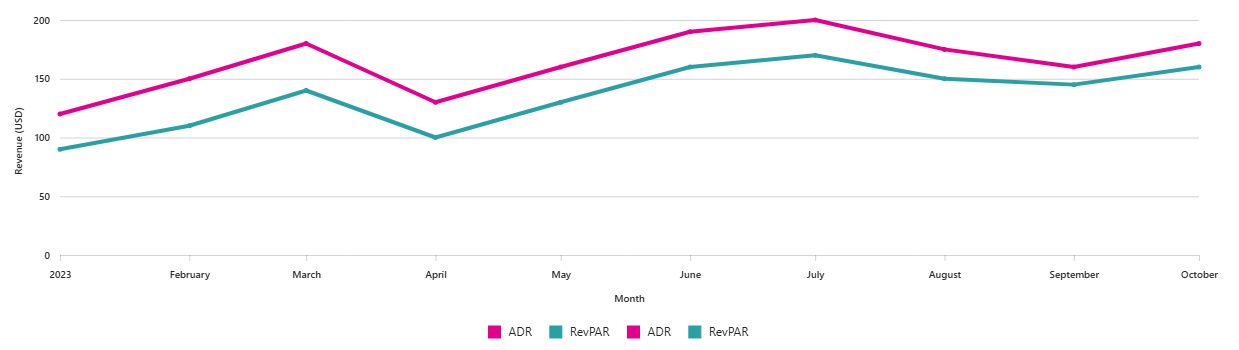 200
150
100
50
0
Revenue (USD)
2023 February March April May June July August September October
Month
ADR RevPAR ADR RevPAR